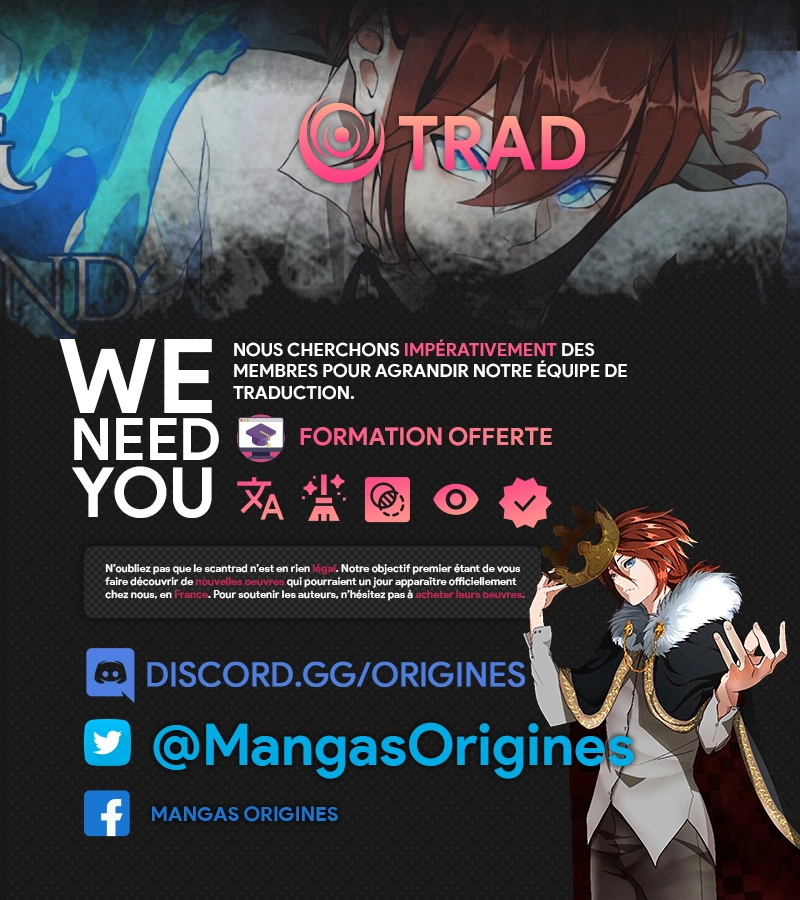 TRAD
ND
WE
NEED
YOU
NOUS CHERCHONS IMPÉRATIVEMENT DES
MEMBRES POUR AGRANDIR NOTRE ÉQUIPE DE
TRADUCTION.
FORMATION OFFERTE
文A
N'oubliez pas que le scantrad n'est en rien légal. Notre objectif premier étant de vous
faire découvrir de nouvelles oeuvres qui pourraient un jour apparaître officiellement
chez nous, en France. Pour soutenir les auteurs, n'hésitez pas à acheter leurs oeuvres.
DISCORD.GG/ORIGINES
@MangasOrigines
MANGAS ORIGINES